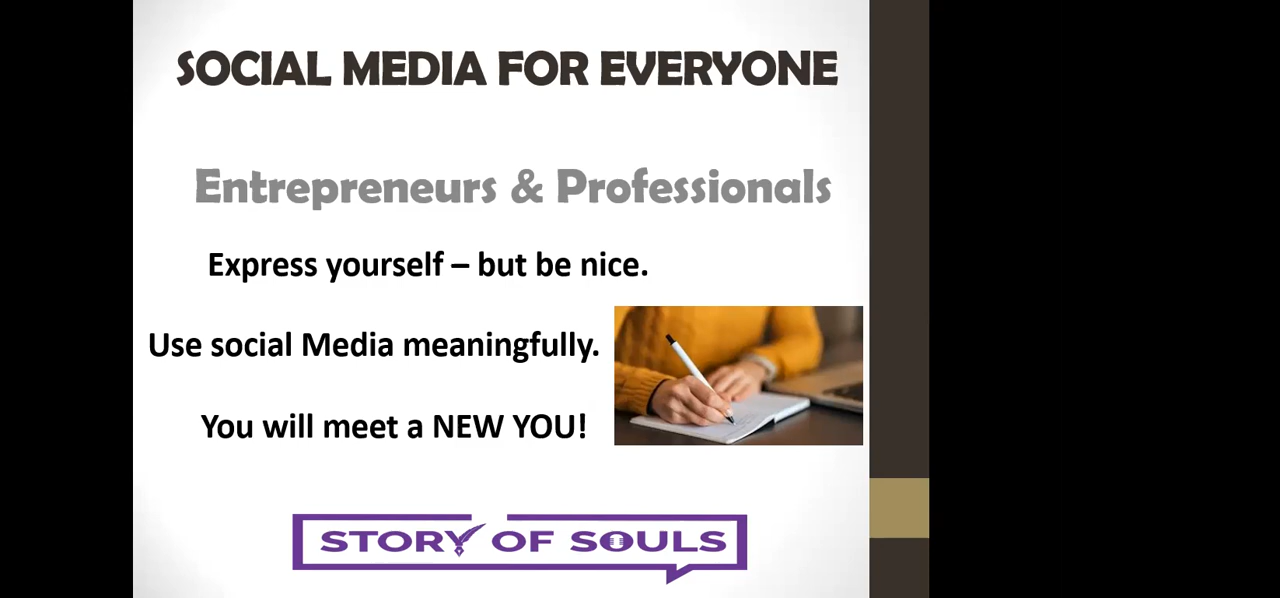 SOCIAL MEDIA FOR EVERYONE
Entrepreneurs & Professionals
Express yourself – but be nice.
Use social Media meaningfully.
You will meet a NEW YOU!
STORY OF SOULS